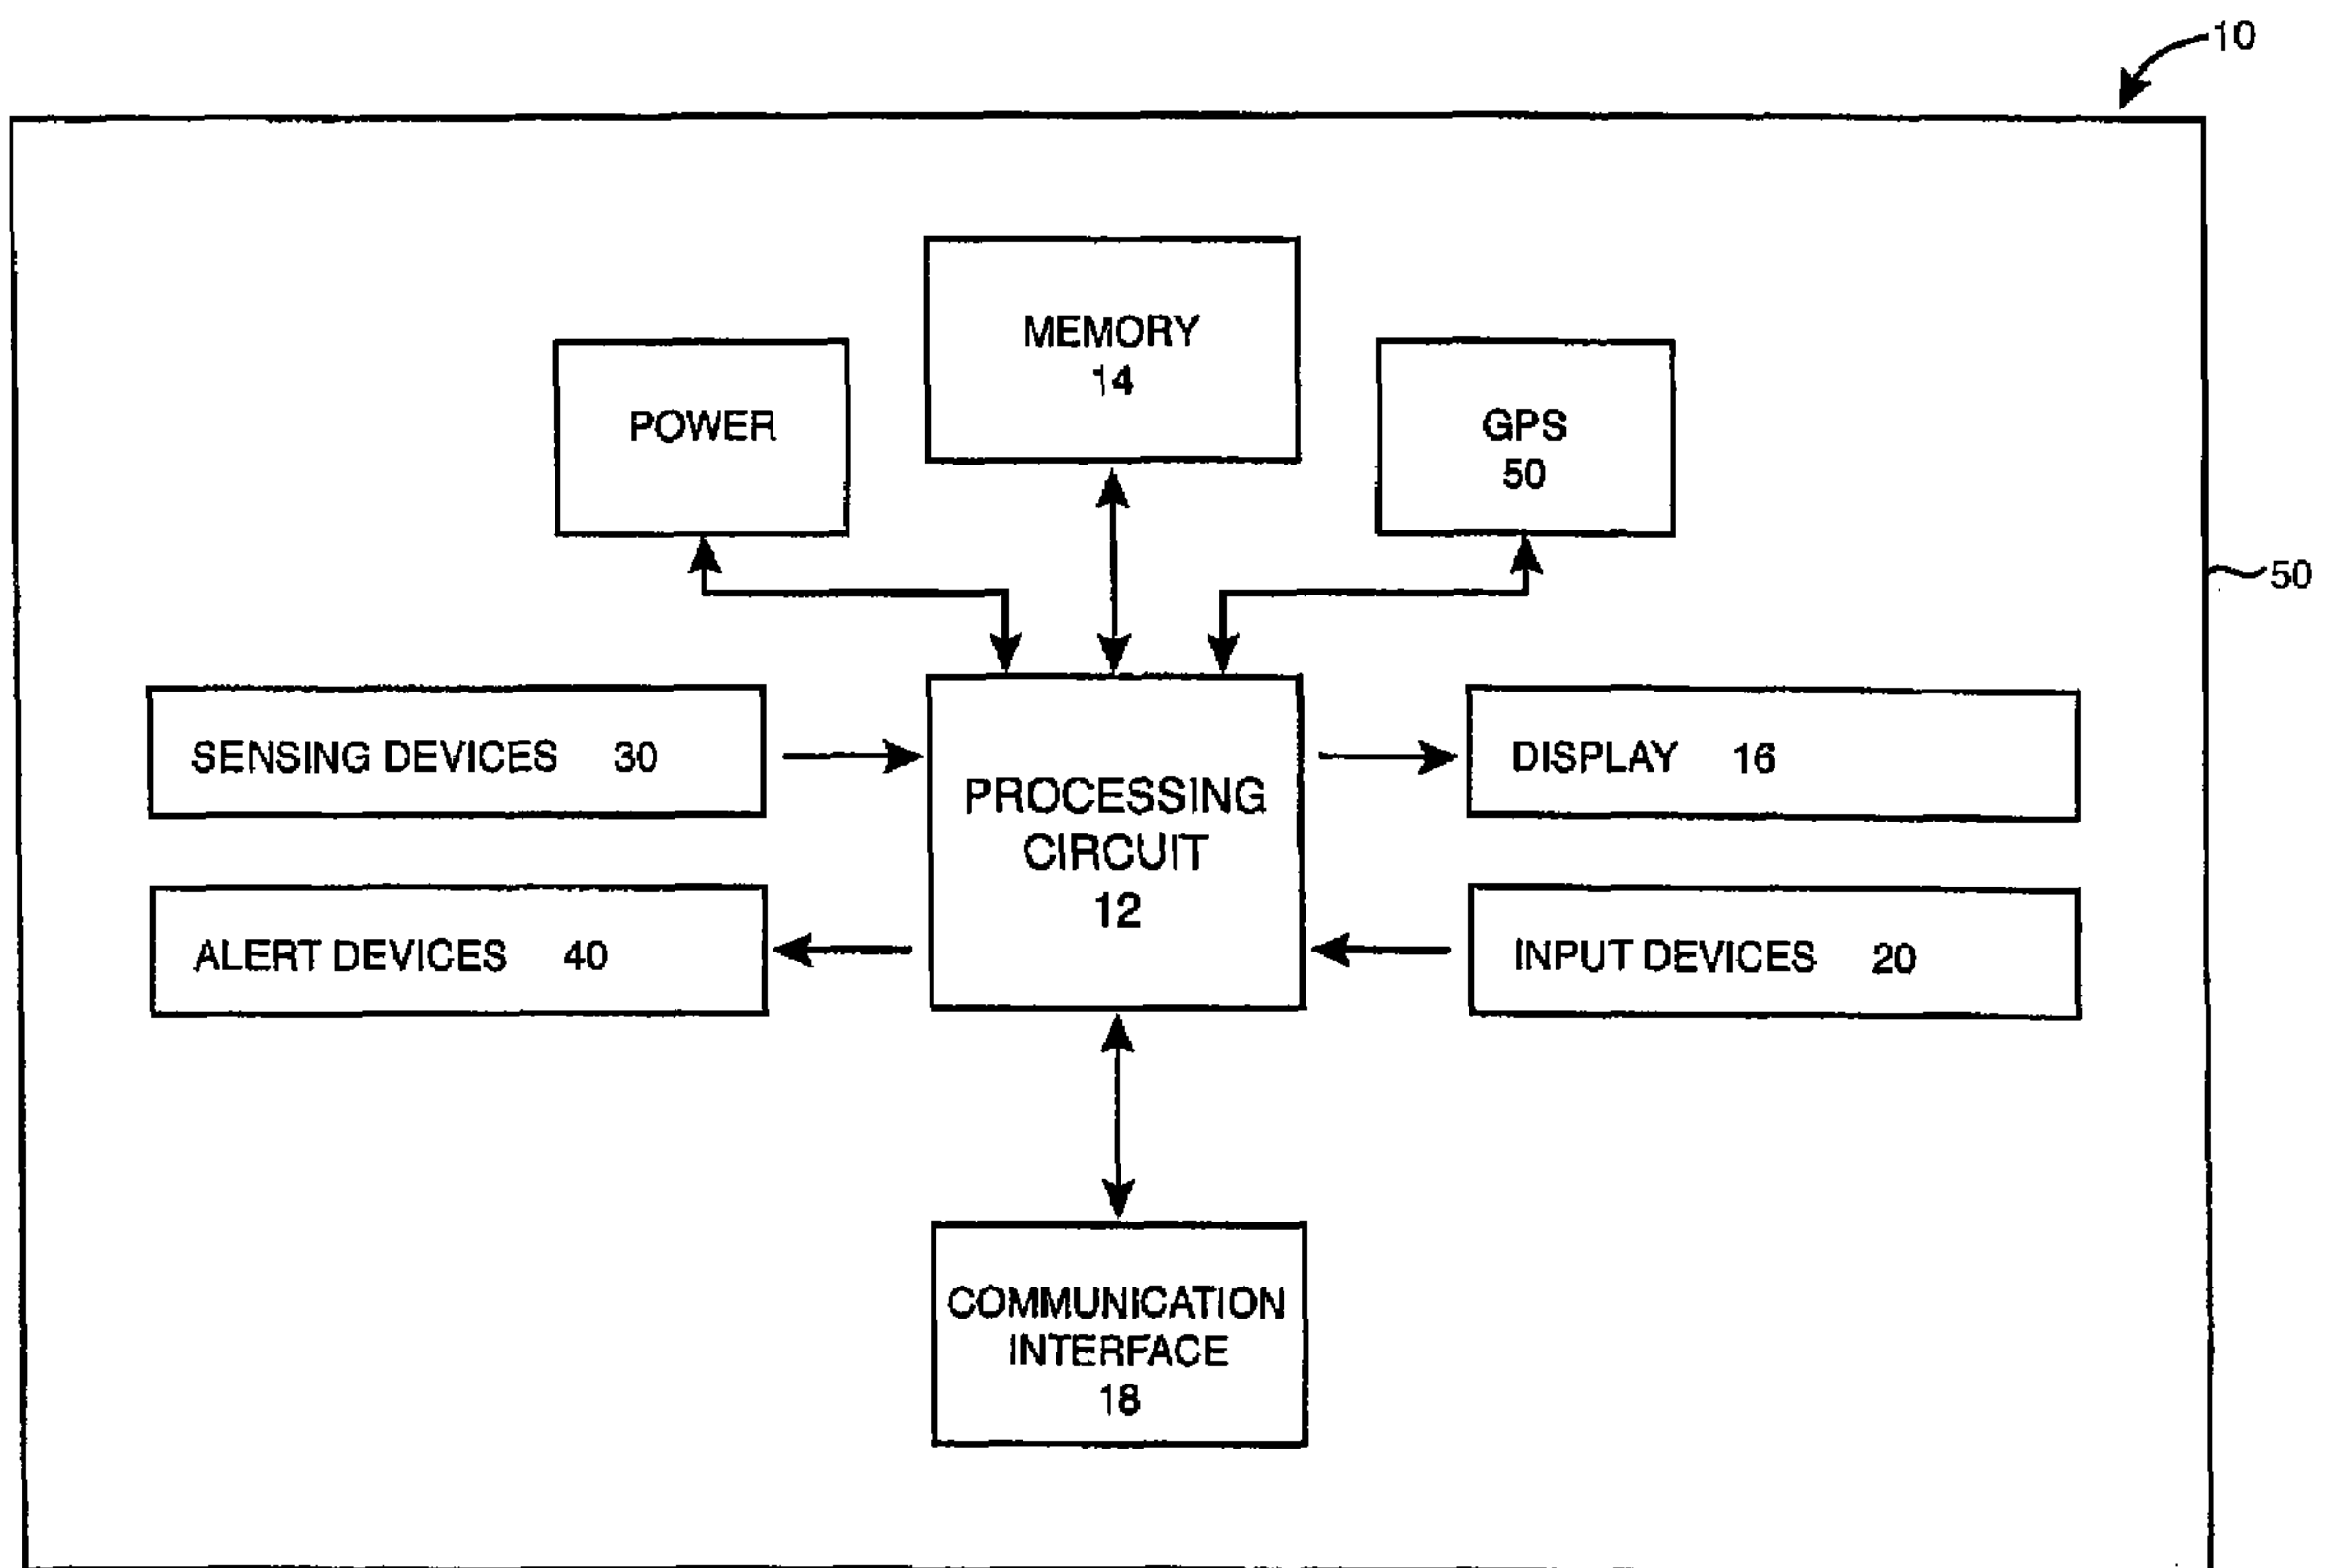 10
MEMORY
14
POWER
GPS
50
50
SENSING DEVICES 30
DISPLAY 16
PROCESSING
CIRCUIT
12
ALERT DEVICES 40
INPUT DEVICES 20
COMMUNICATION
INTERFACE
18